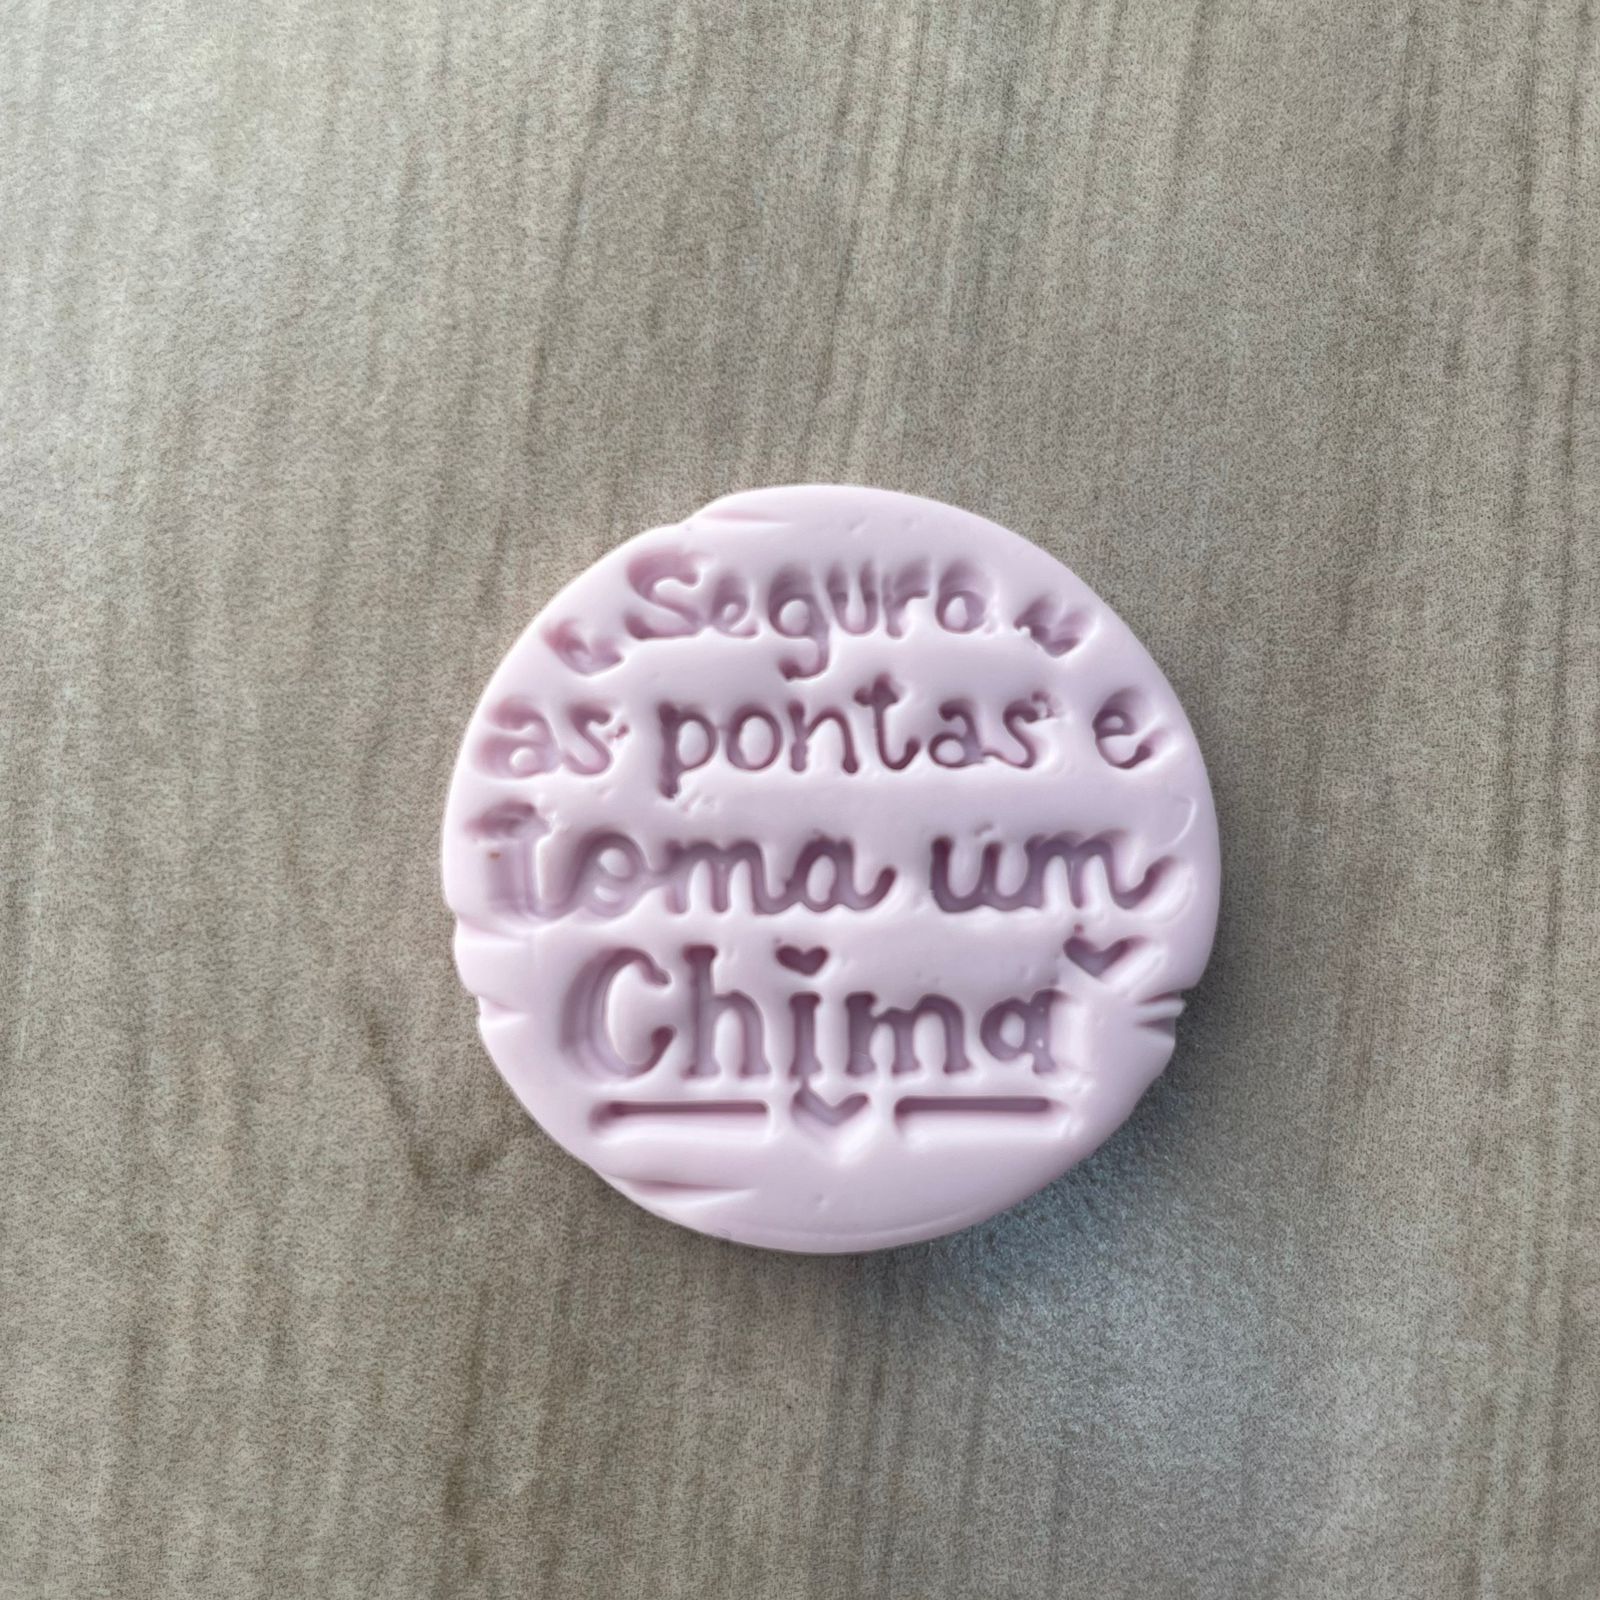 Segura
as pontas e
toma um
Chima